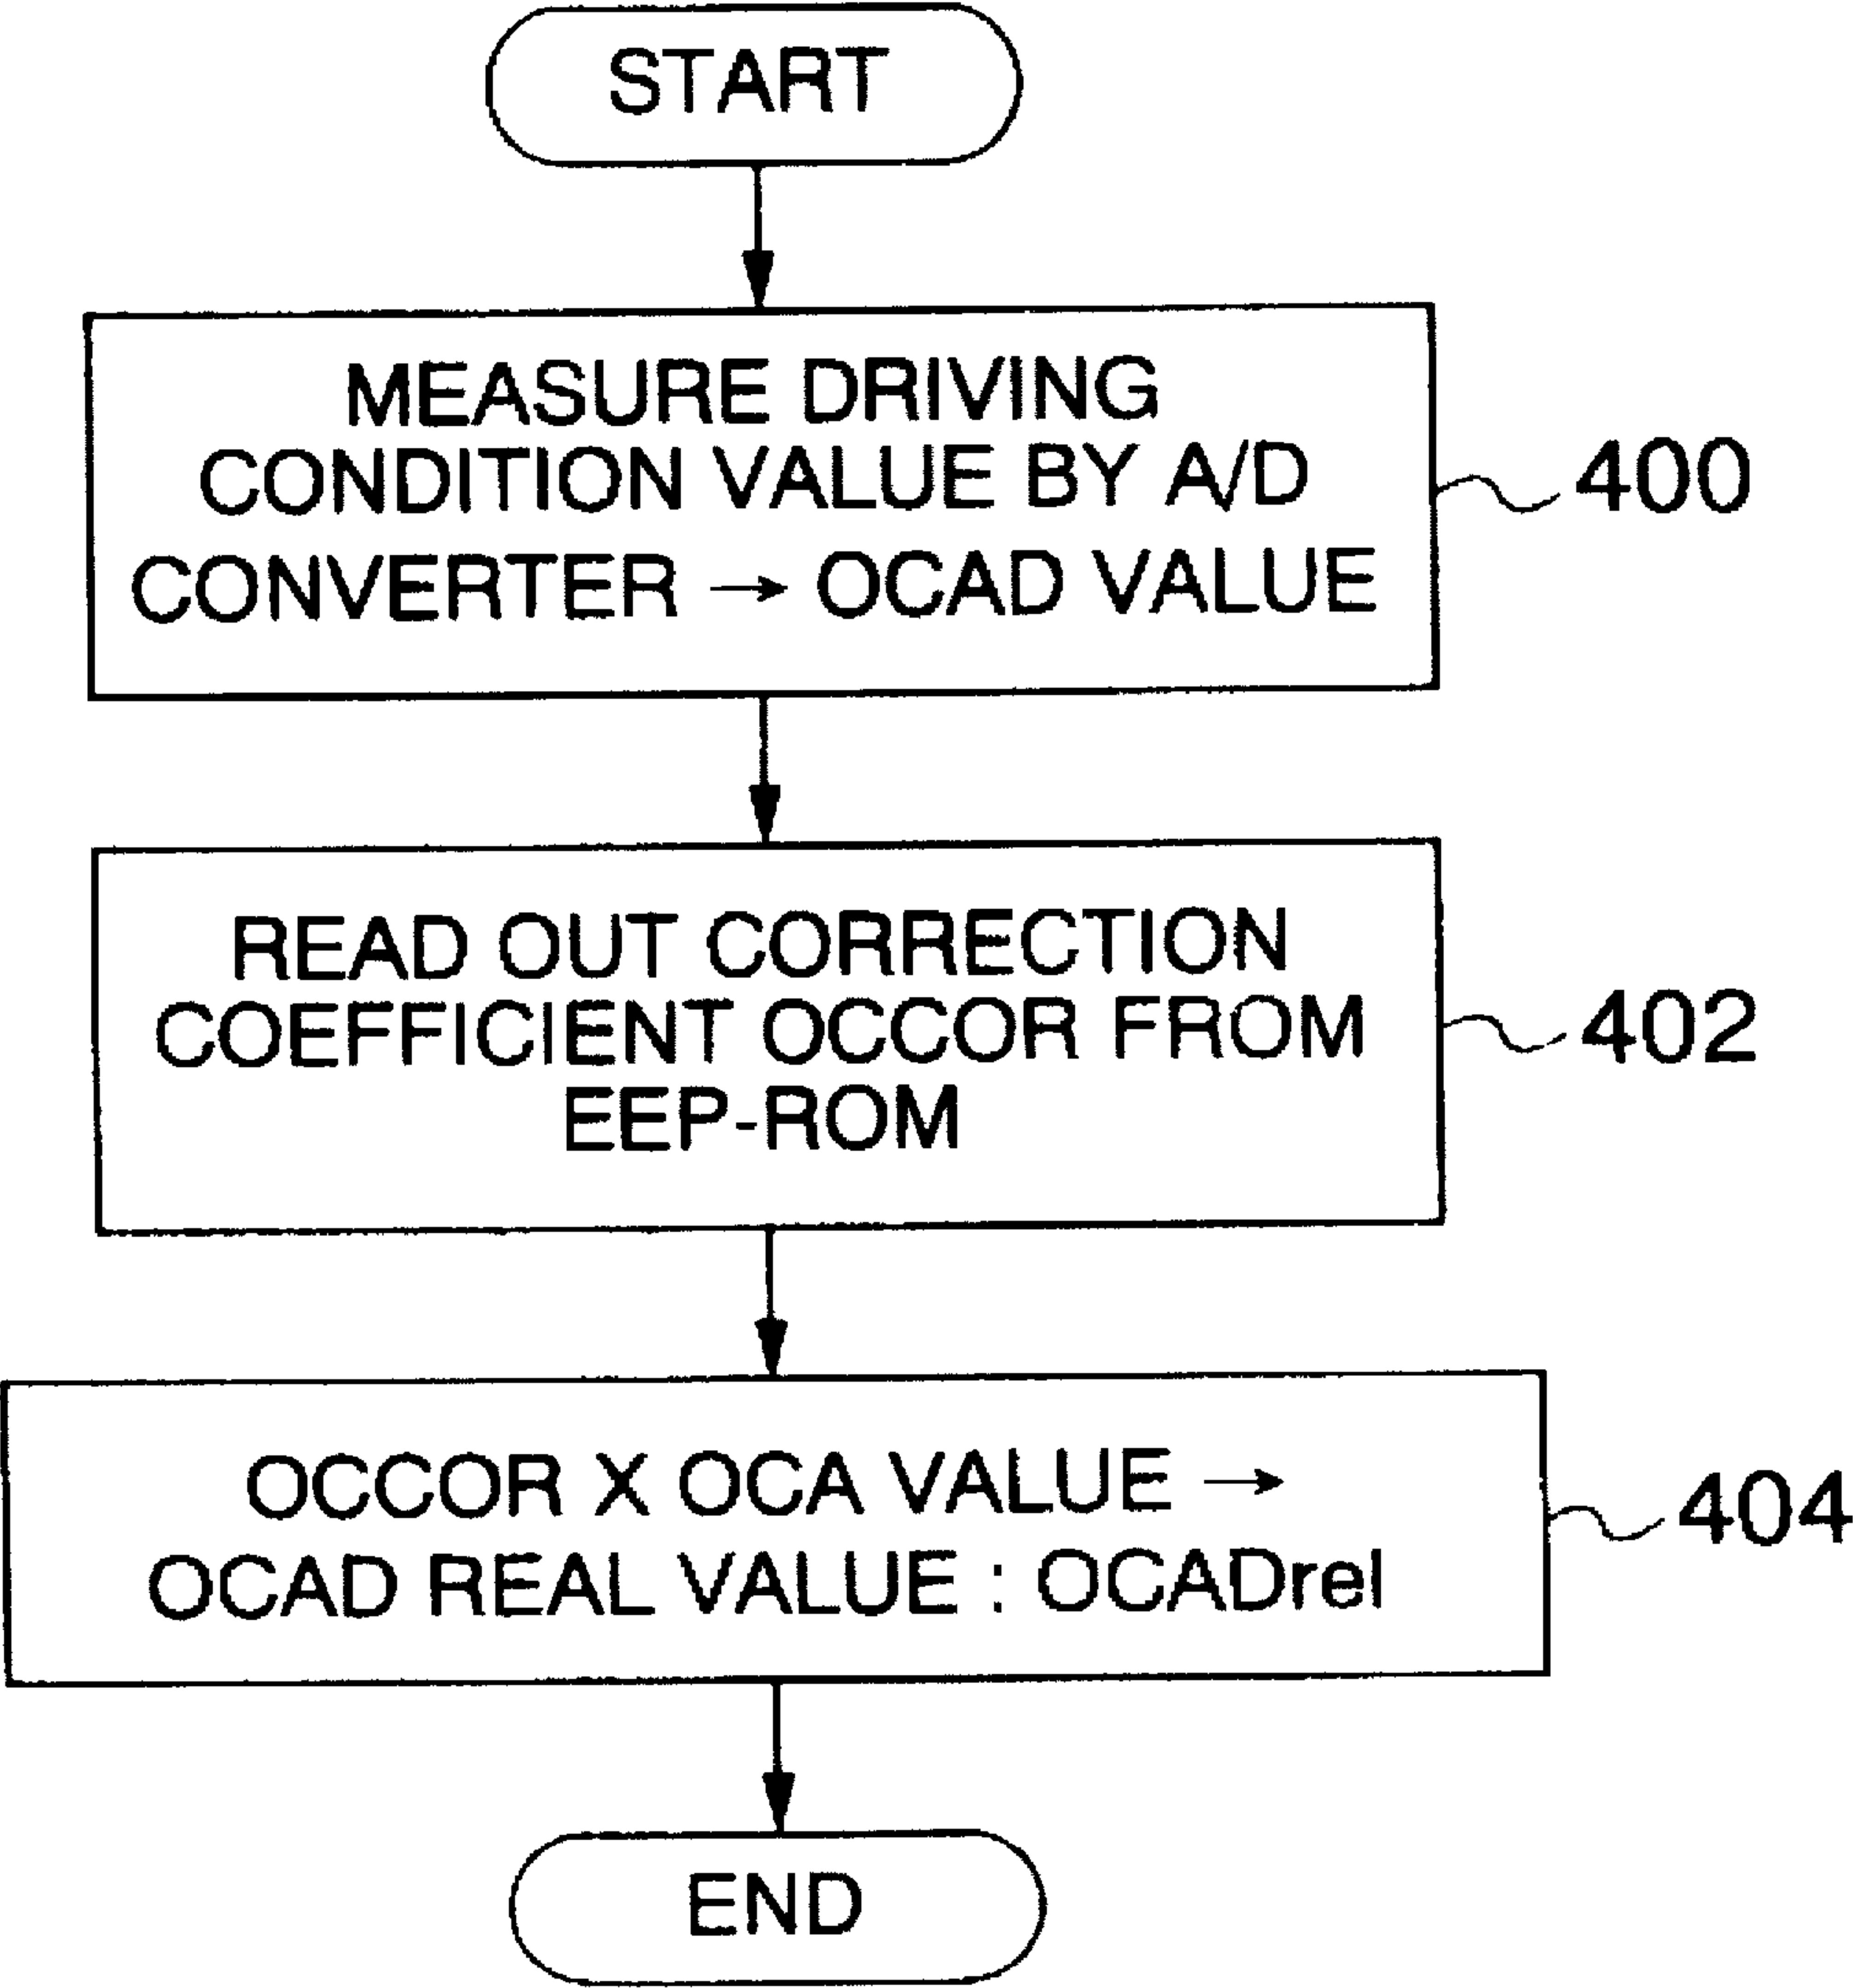 START
MEASURE DRIVING
CONDITION VALUE BY A/D
CONVERTER → OCAD VALUE
400
READ OUT CORRECTION
COEFFICIENT OCCOR FROM
EEP-ROM
402
OCCOR X OCA VALUE →
OCAD REAL VALUE : OCADrel
404
END